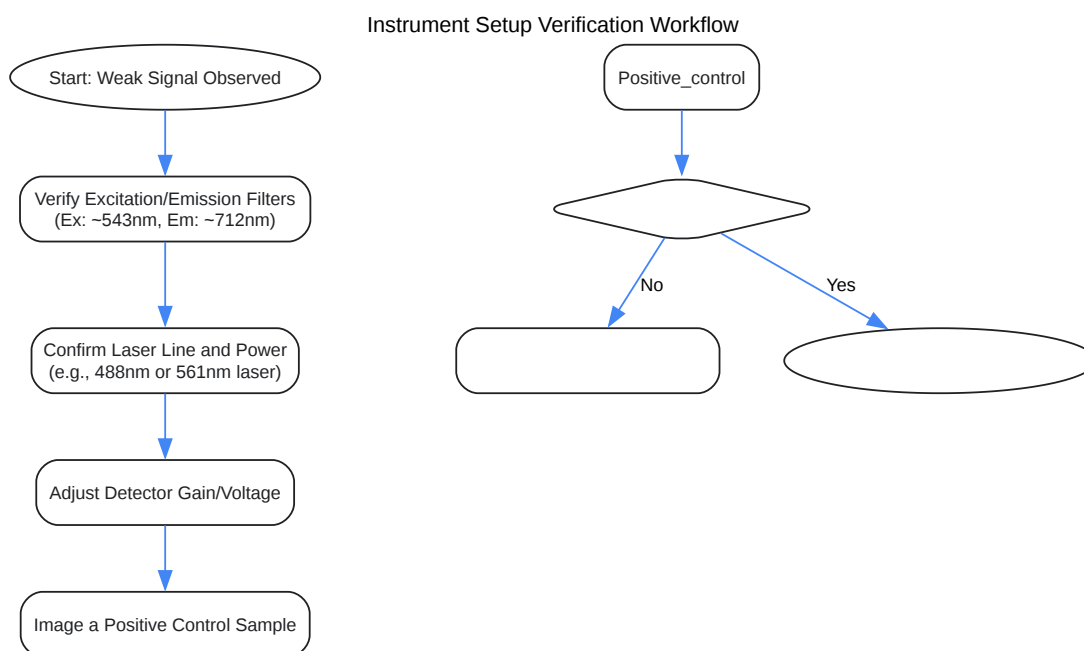 Instrument Setup Verification Workflow
Start: Weak Signal Observed
Verify Excitation/Emission Filters
(Ex: ~543nm, Em: ~712nm)
Confirm Laser Line and Power
(e.g., 488nm or 561nm laser)
Adjust Detector Gain/Voltage
Image a Positive Control Sample
Positive_control
No
Yes